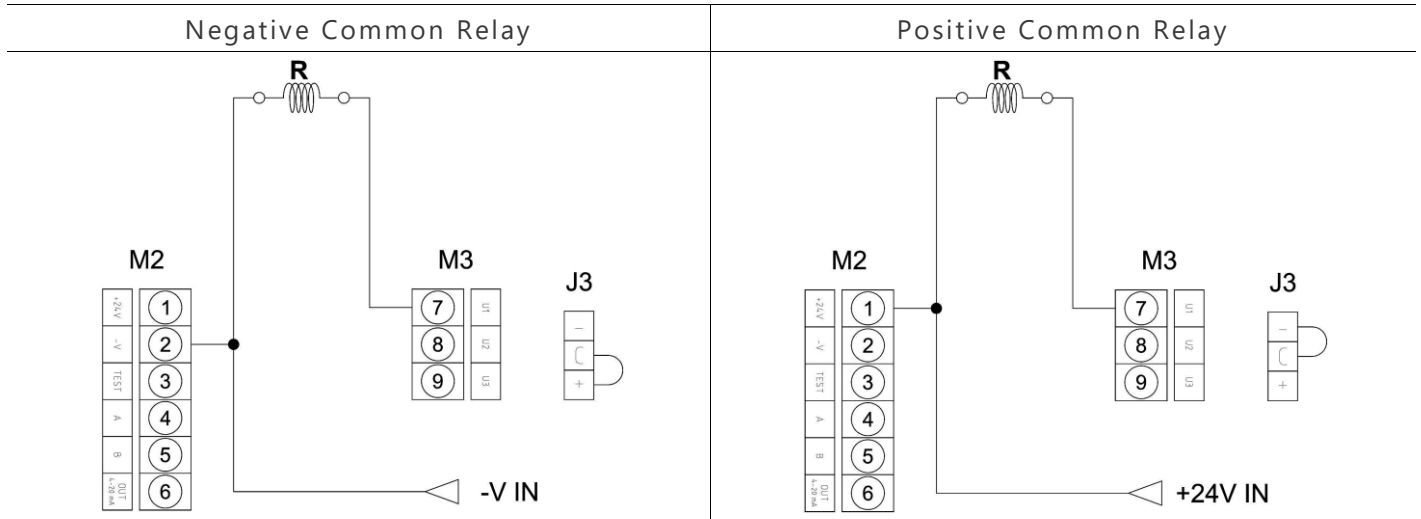 Negative Common Relay
Positive Common Relay
R
M2
M3
J3
+24V 1
-V 2
TEST 3
A 4
B 5
OUT 4-20 mA 6
7 U1
8 U2
9 U3
–
C
+
-V IN
R
M2
M3
J3
+24V 1
-V 2
TEST 3
A 4
B 5
OUT 4-20 mA 6
7 U1
8 U2
9 U3
–
C
+
+24V IN